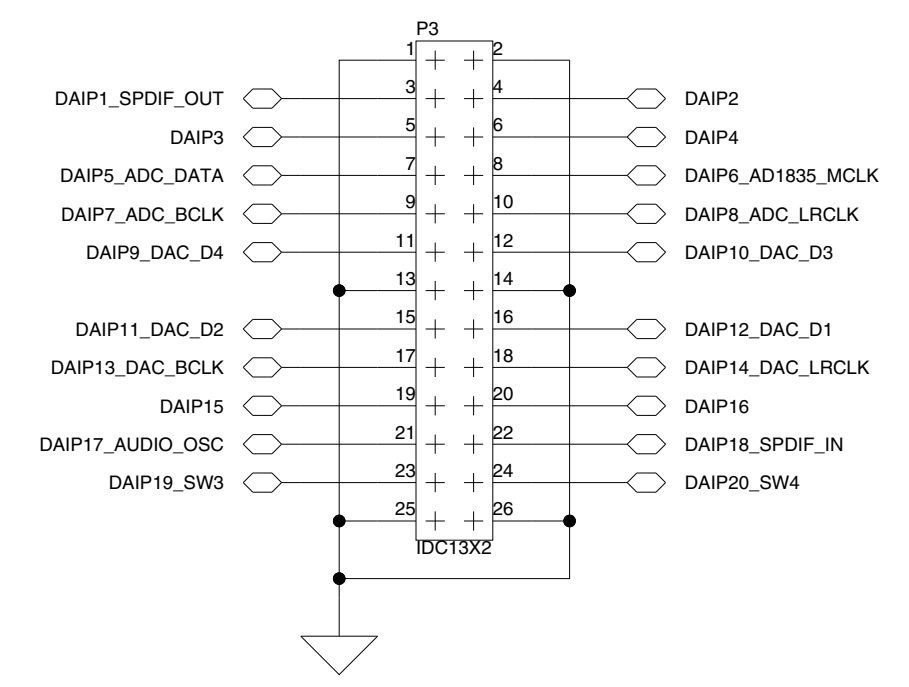 P3
1 2
DAIP1_SPDIF_OUT 3 4 DAIP2
DAIP3 5 6 DAIP4
DAIP5_ADC_DATA 7 8 DAIP6_AD1835_MCLK
DAIP7_ADC_BCLK 9 10 DAIP8_ADC_LRCLK
DAIP9_DAC_D4 11 12 DAIP10_DAC_D3
13 14
DAIP11_DAC_D2 15 16 DAIP12_DAC_D1
DAIP13_DAC_BCLK 17 18 DAIP14_DAC_LRCLK
DAIP15 19 20 DAIP16
DAIP17_AUDIO_OSC 21 22 DAIP18_SPDIF_IN
DAIP19_SW3 23 24 DAIP20_SW4
25 26
IDC13X2